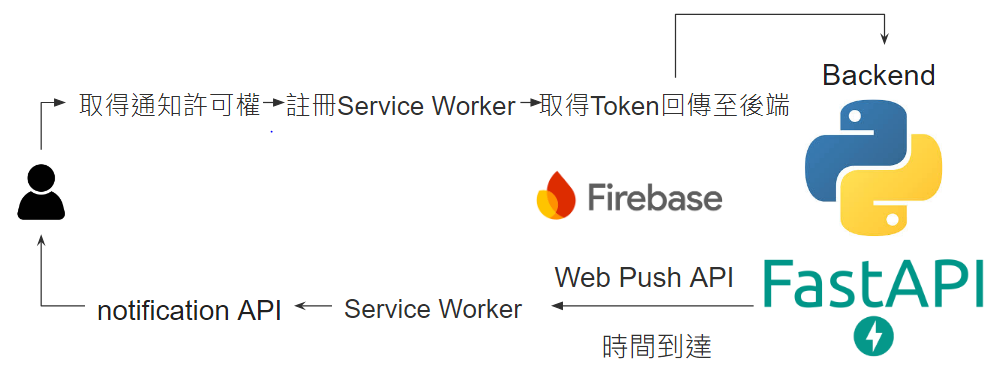 Backend
取得通知許可權
註冊Service Worker
取得Token回傳至後端
Firebase
Web Push API
FastAPI
notification API
Service Worker
時間到達